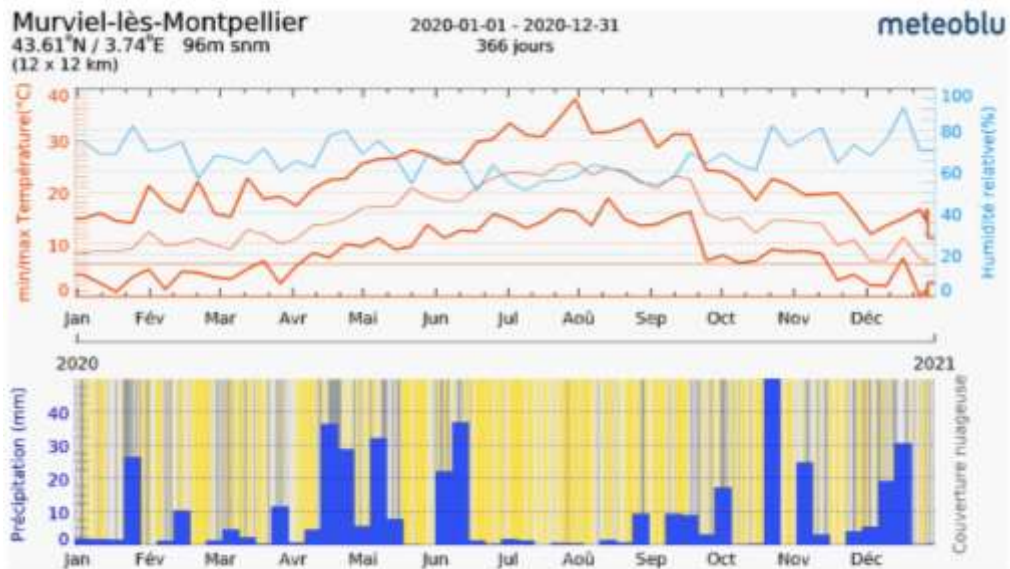 Murviel-lès-Montpellier
43.61°N / 3.74°E 96m snm
(12 x 12 km)
2020-01-01 - 2020-12-31
366 jours
meteoblu
min/max Température(°C)
40
30
20
10
0
100
80
60
40
20
0
Humidité relative(%)
Jan Fév Mar Avr Mai Jun Jul Aoû Sep Oct Nov Déc
2020 2021
Précipitation (mm)
40
30
20
10
0
Couverture nuageuse
Jan Fév Mar Avr Mai Jun Jul Aoû Sep Oct Nov Déc